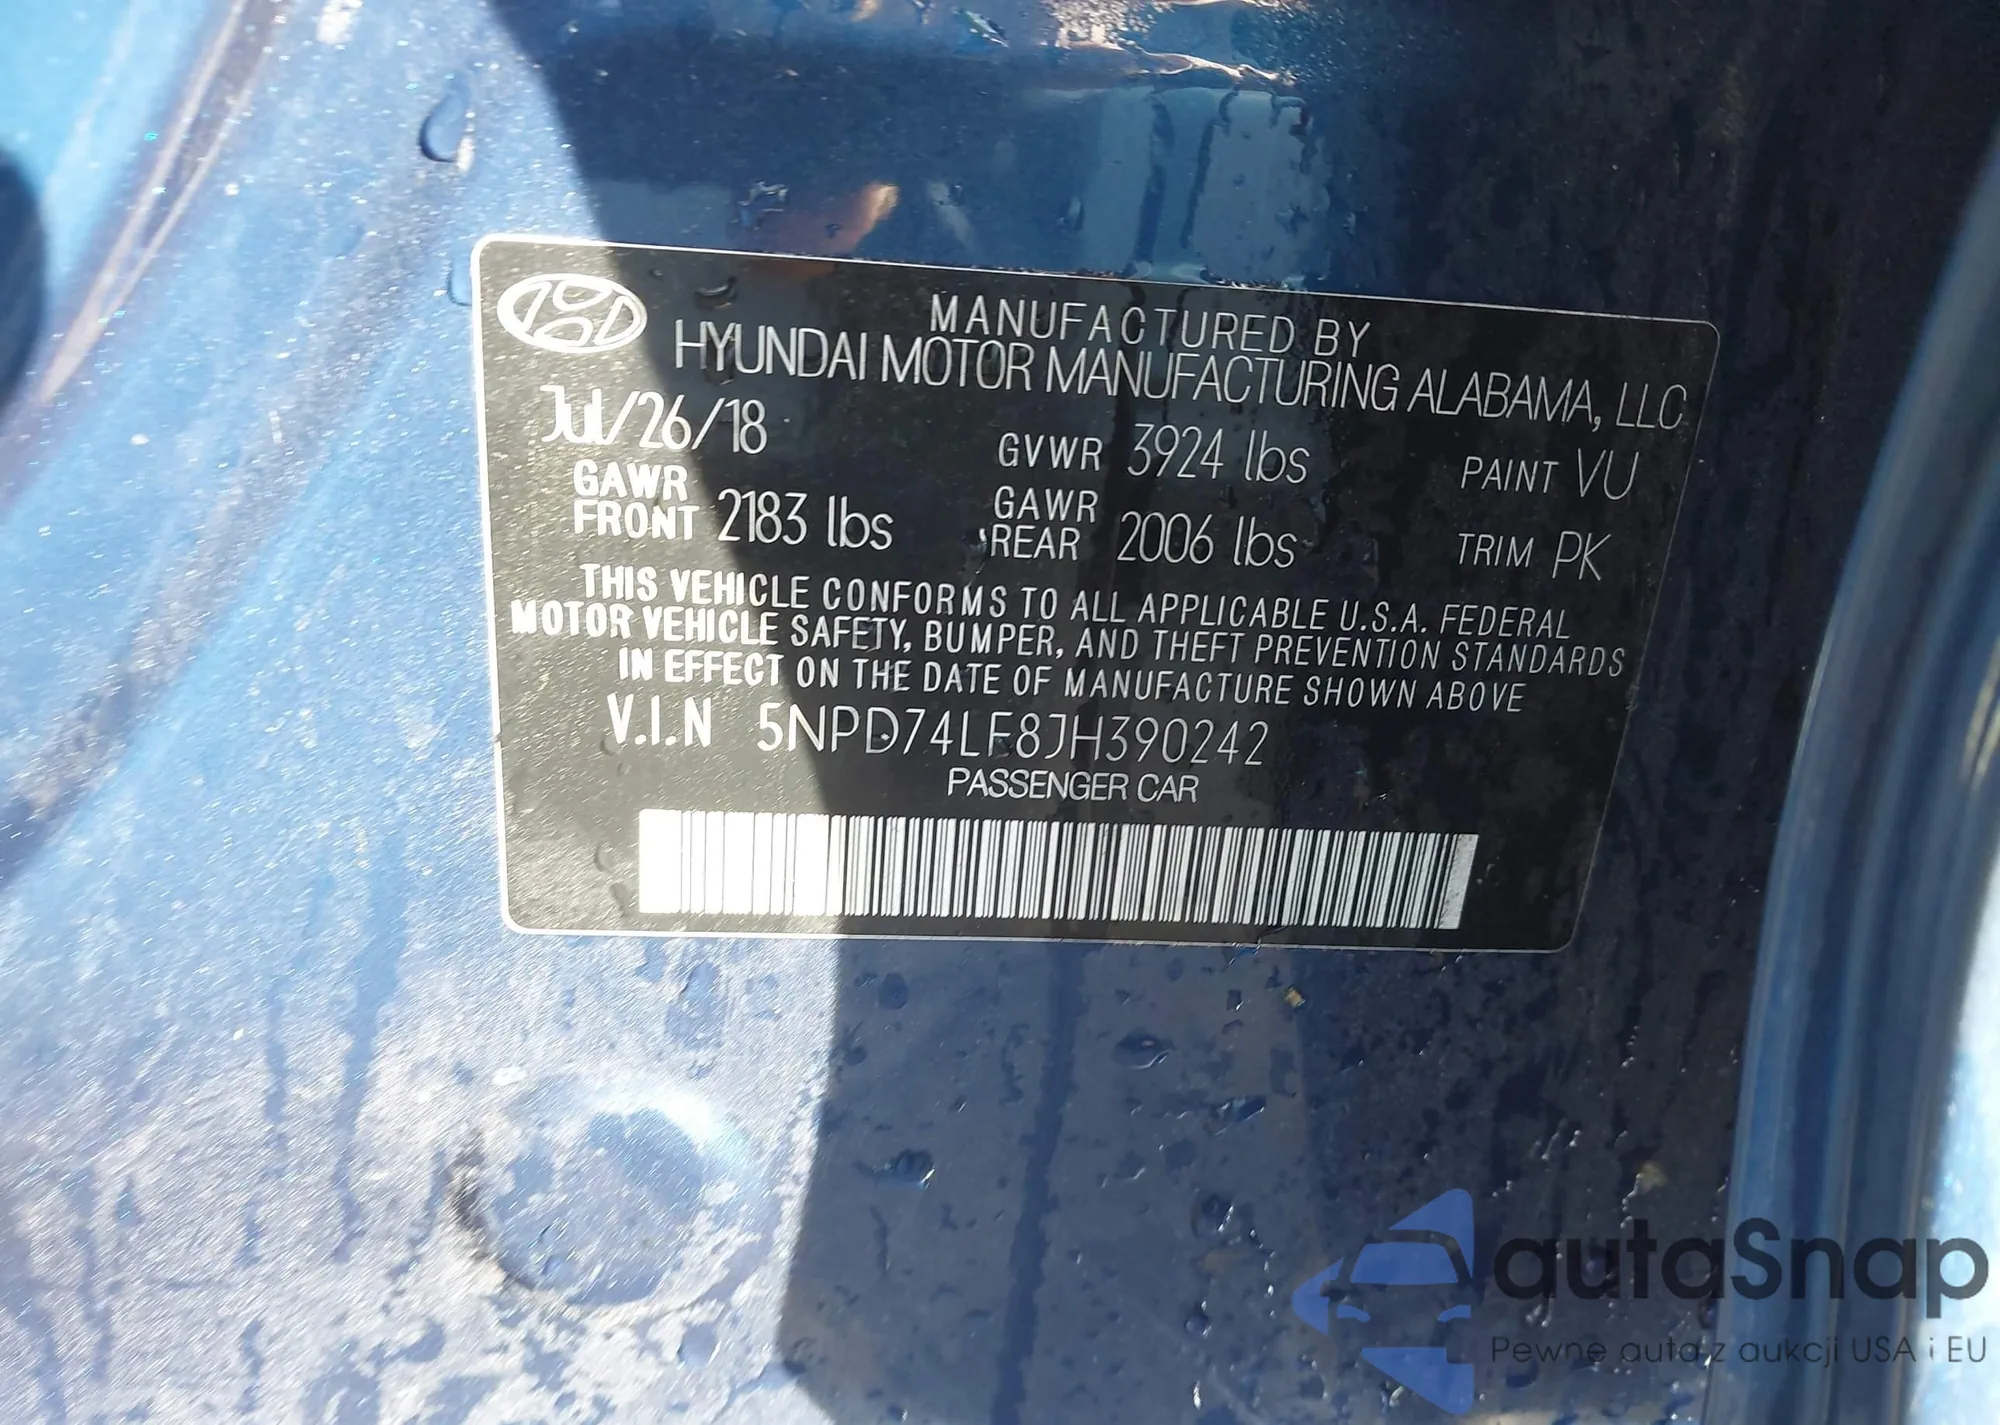 MANUFACTURED BY
HYUNDAI MOTOR MANUFACTURING ALABAMA, LLC
Jul/26/18
GVWR 3924 lbs
PAINT VU
GAWR
FRONT 2183 lbs
GAWR
REAR 2006 lbs
TRIM PK
THIS VEHICLE CONFORMS TO ALL APPLICABLE U.S.A. FEDERAL
MOTOR VEHICLE SAFETY, BUMPER, AND THEFT PREVENTION STANDARDS
IN EFFECT ON THE DATE OF MANUFACTURE SHOWN ABOVE
V.I.N 5NPD74LF8JH390242
PASSENGER CAR
autaSnap
Pewne auta z aukcji USA i EU